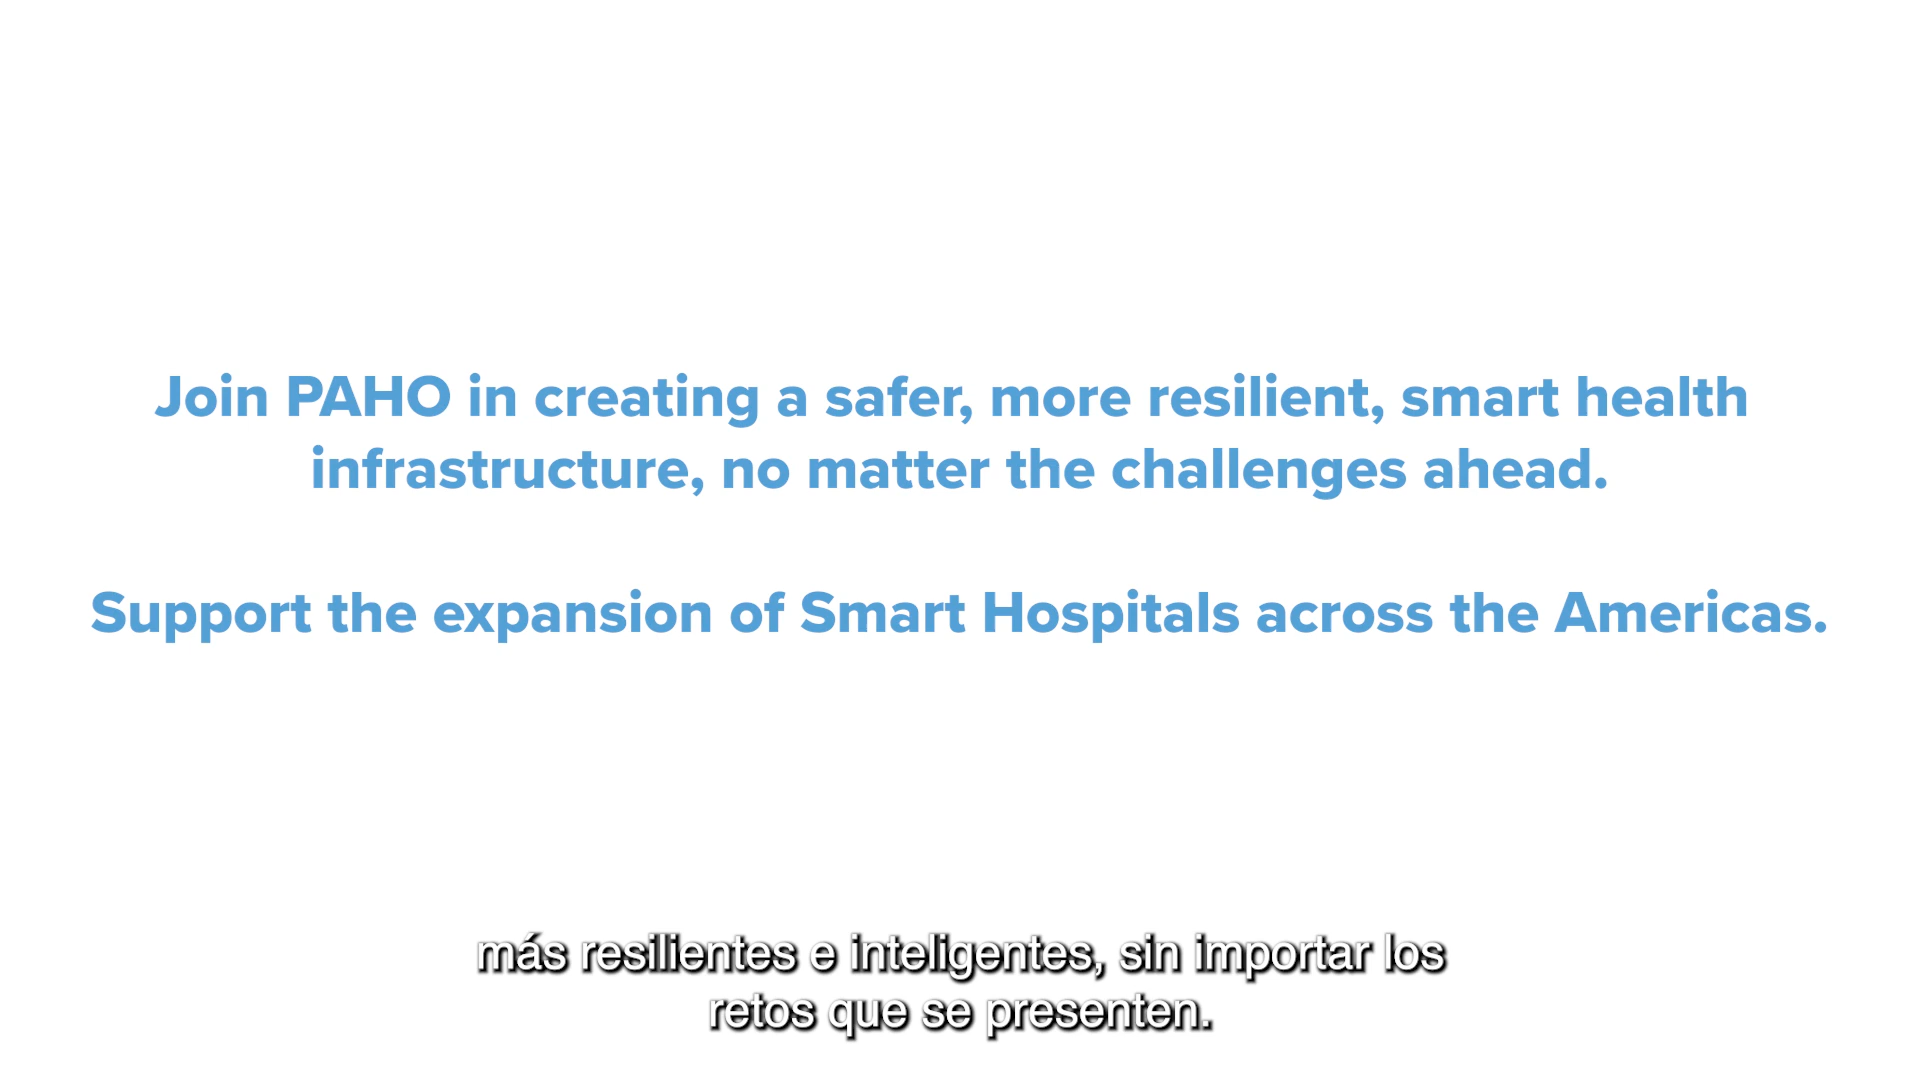 Join PAHO in creating a safer, more resilient, smart health
infrastructure, no matter the challenges ahead.
Support the expansion of Smart Hospitals across the Americas.
más resilientes e inteligentes, sin importar los
retos que se presenten.